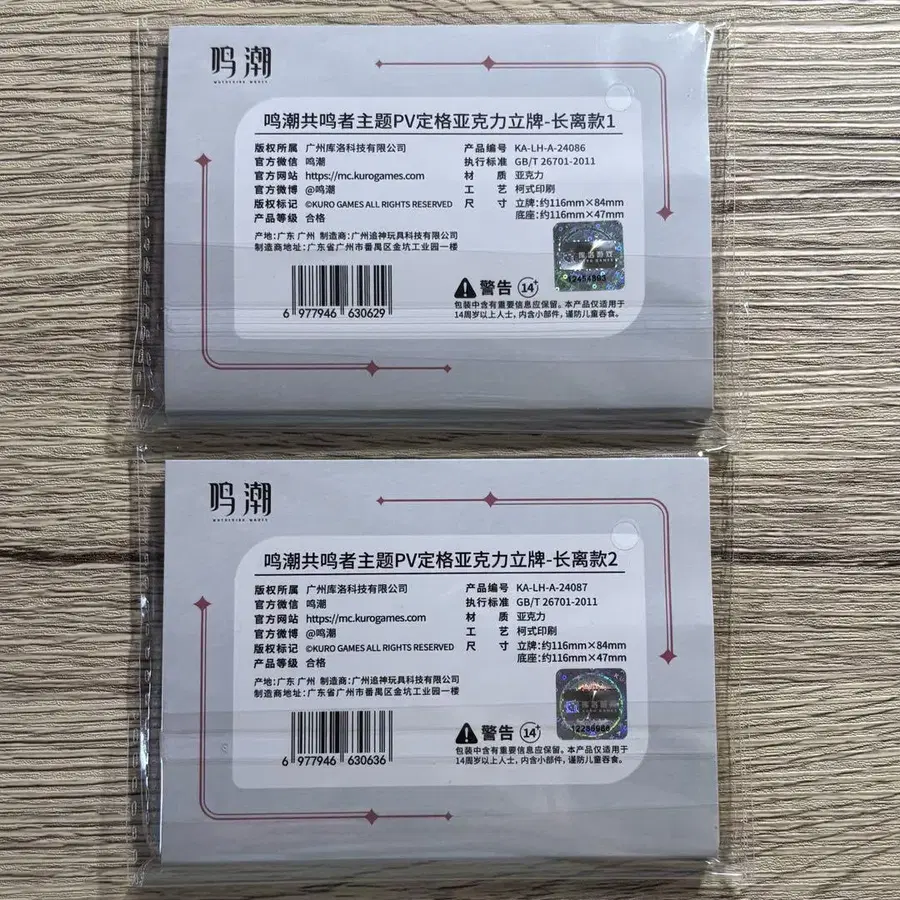 鸣潮
WUTHERING WAVES
鸣潮共鸣者主题PV定格亚克力立牌-长离款1
版权所属 广州库洛科技有限公司
官方微信 鸣潮
官方网站 https://mc.kurogames.com
官方微博 @鸣潮
版权标记 ©KURO GAMES ALL RIGHTS RESERVED
产品等级 合格
产品编号 KA-LH-A-24086
执行标准 GB/T 26701-2011
材 质 亚克力
工 艺 柯式印刷
尺 寸 立牌:约116mm×84mm
底座:约116mm×47mm
产地:广东 广州 制造商:广州追神玩具科技有限公司
制造商地址:广东省广州市番禺区金坑工业园一楼
库洛游戏
KURO GAMES
12454893
6 977946 630629
警告 14+
包装中含有重要信息应保留。本产品仅适用于
14周岁以上人士，内含小部件，谨防儿童吞食。
鸣潮
WUTHERING WAVES
鸣潮共鸣者主题PV定格亚克力立牌-长离款2
版权所属 广州库洛科技有限公司
官方微信 鸣潮
官方网站 https://mc.kurogames.com
官方微博 @鸣潮
版权标记 ©KURO GAMES ALL RIGHTS RESERVED
产品等级 合格
产品编号 KA-LH-A-24087
执行标准 GB/T 26701-2011
材 质 亚克力
工 艺 柯式印刷
尺 寸 立牌:约116mm×84mm
底座:约116mm×47mm
产地:广东 广州 制造商:广州追神玩具科技有限公司
制造商地址:广东省广州市番禺区金坑工业园一楼
库洛游戏
KURO GAMES
6 977946 630636
警告 14+
包装中含有重要信息应保留。本产品仅适用于
14周岁以上人士，内含小部件，谨防儿童吞食。